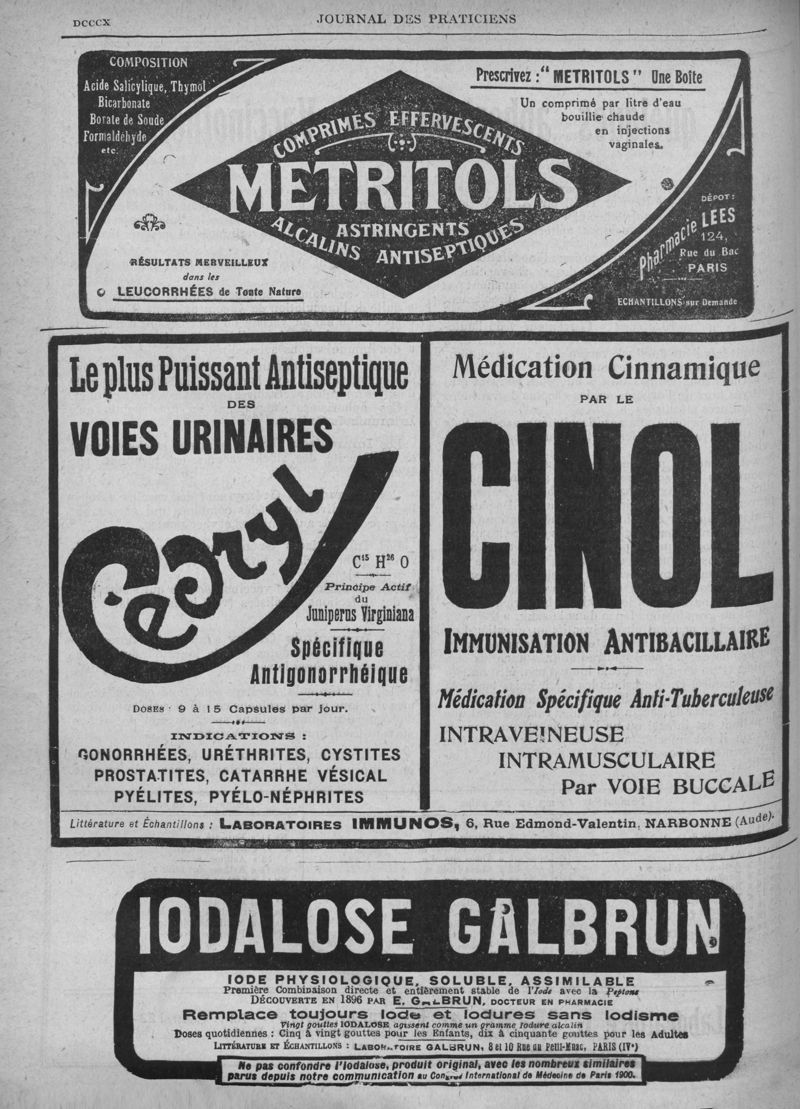 DCCCX
JOURNAL DES PRATICIENS
COMPOSITION
Acide Salicylique, Thymol
Bicarbonate
Borate de Soude
Formaldéhyde
etc.
Prescrivez : "METRITOLS" Une Boîte
Un comprimé par litre d'eau
bouillie chaude
en injections
vaginales.
COMPRIMÉS EFFERVESCENTS
METRITOLS
ASTRINGENTS
ALCALINS ANTISEPTIQUES
RÉSULTATS MERVEILLEUX
dans les
LEUCORRHÉES de Toute Nature
DÉPOT :
Pharmacie LEES
124,
Rue du Bac
PARIS
ECHANTILLONS sur Demande
Le plus Puissant Antiseptique
DES
VOIES URINAIRES
Cedryl
C15 H26 O
Principe Actif
du
Juniperus Virginiana
Spécifique
Antigonorrhéique
DOSES : 9 à 15 Capsules par jour.
INDICATIONS :
GONORRHÉES, URÉTHRITES, CYSTITES
PROSTATITES, CATARRHE VÉSICAL
PYÉLITES, PYÉLO-NÉPHRITES
Médication Cinnamique
PAR LE
CINOL
IMMUNISATION ANTIBACILLAIRE
Médication Spécifique Anti-Tuberculeuse
INTRAVEINEUSE
INTRAMUSCULAIRE
Par VOIE BUCCALE
Littérature et Échantillons : LABORATOIRES IMMUNOS, 6, Rue Edmond-Valentin, NARBONNE (Aude).
IODALOSE GALBRUN
IODE PHYSIOLOGIQUE, SOLUBLE, ASSIMILABLE
Première Combinaison directe et entièrement stable de l'Iode avec la Peptone
DÉCOUVERTE EN 1896 PAR E. GALBRUN, DOCTEUR EN PHARMACIE
Remplace toujours Iode et Iodures sans Iodisme
Vingt gouttes IODALOSE agissent comme un gramme Iodure alcalin
Doses quotidiennes : Cinq à vingt gouttes pour les Enfants, dix à cinquante gouttes pour les Adultes
LITTÉRATURE ET ÉCHANTILLONS : LABORATOIRE GALBRUN, 8 et 10 Rue du Petit-Musc, PARIS (IVe)
Ne pas confondre l'Iodalose, produit original, avec les nombreux similaires
parus depuis notre communication au Congrès International de Médecine de Paris 1900.